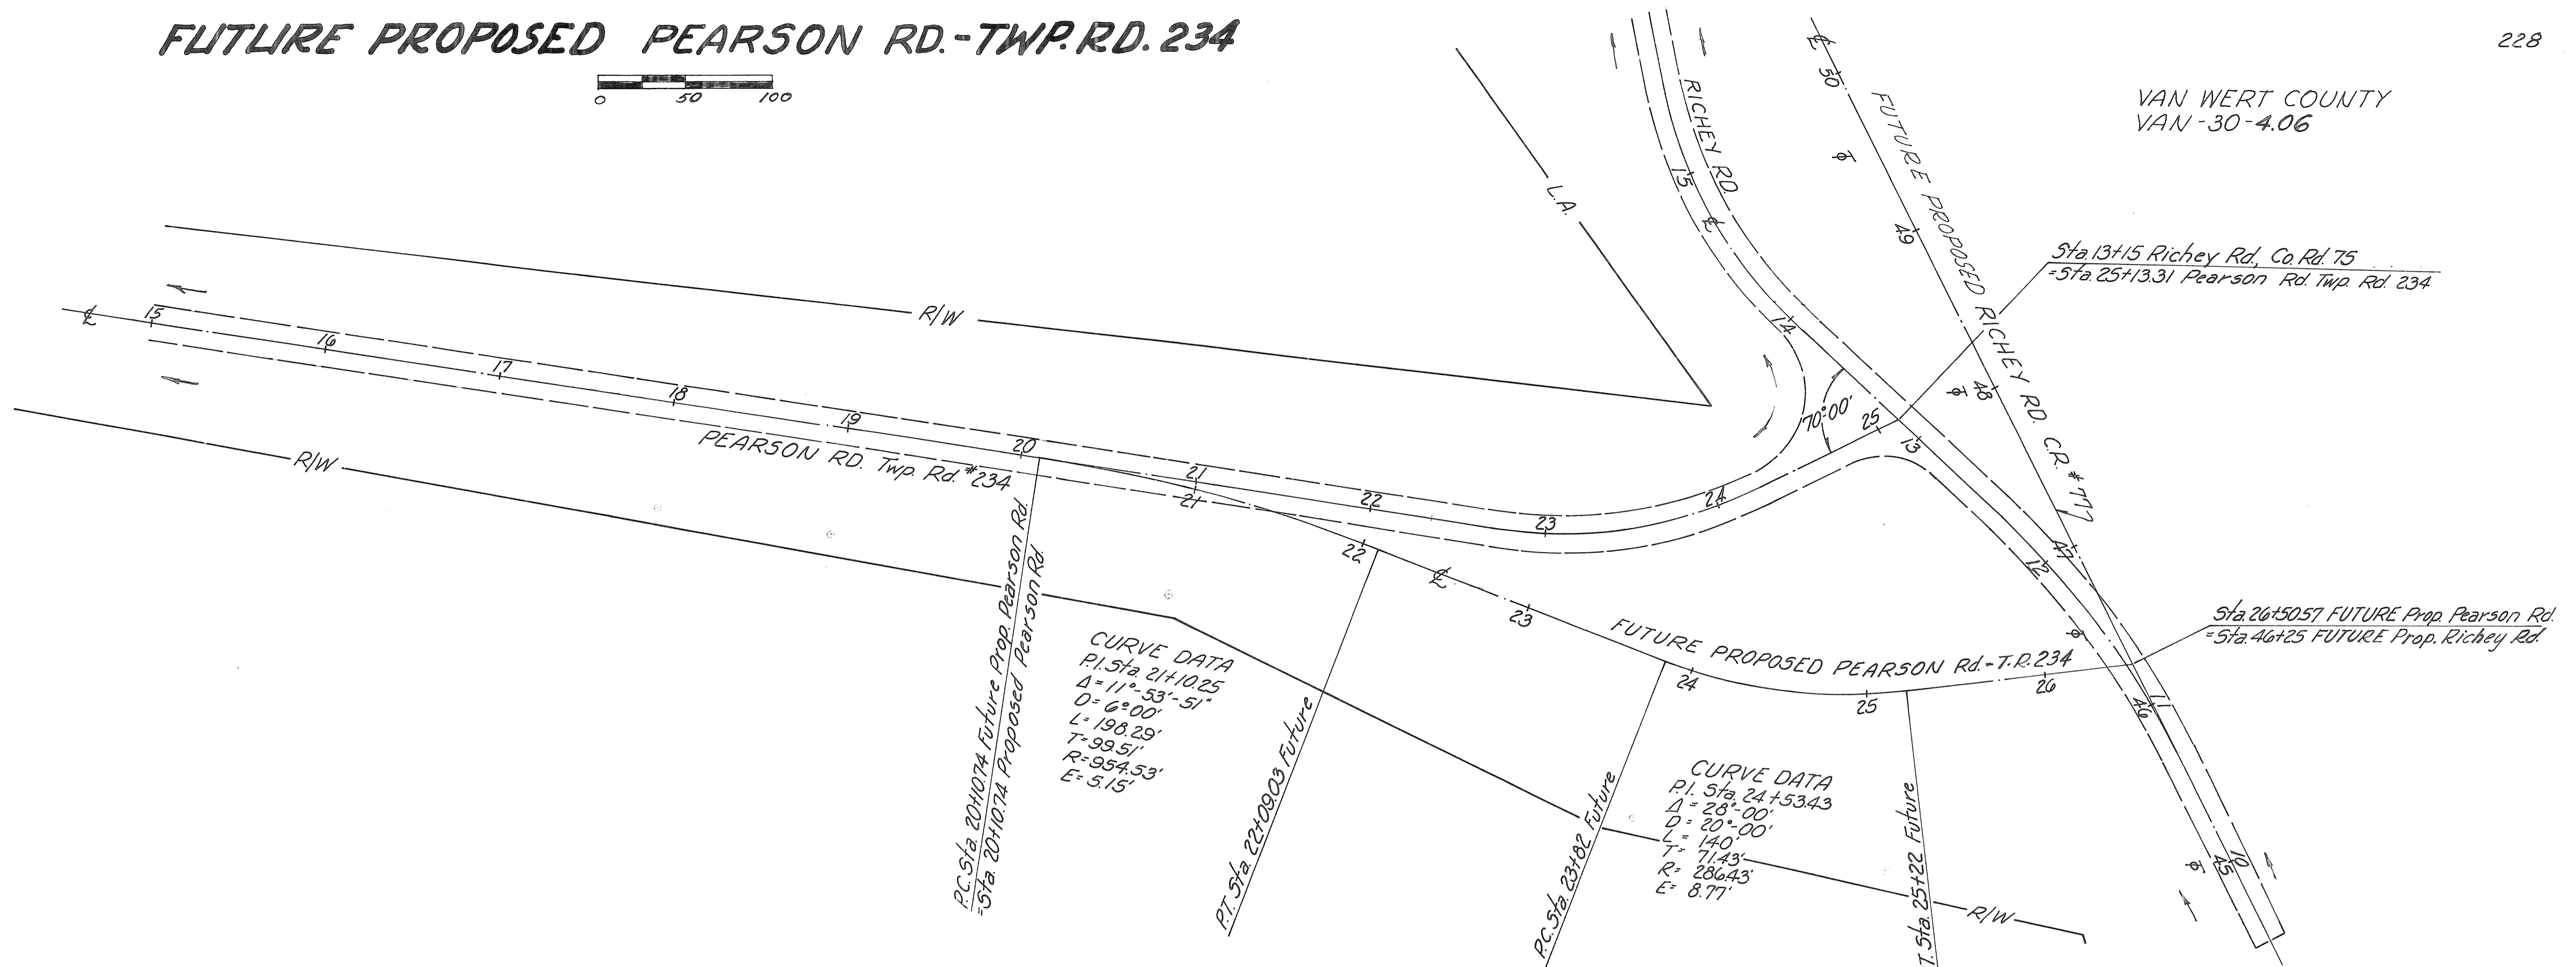 FUTURE PROPOSED PEARSON RD.-TWP.RD. 234
0 50 100
228
VAN WERT COUNTY
VAN-30-4.06
L.A.
RICHEY RD.
15
℄
14
13
12
11
10
℄
50
49
48
47
46
45
FUTURE PROPOSED RICHEY RD. C.R. #77
Sta. 13+15 Richey Rd., Co. Rd. 75
=Sta. 25+13.31 Pearson Rd. Twp. Rd. 234
70°00'
R/W
℄
15
16
17
18
19
20
21
22
23
24
25
PEARSON RD. Twp. Rd. #234
R/W
21
22
℄
23
24
25
26
FUTURE PROPOSED PEARSON Rd.-T.R. 234
Sta. 26+50.57 FUTURE Prop. Pearson Rd.
=Sta. 46+25 FUTURE Prop. Richey Rd.
P.C. Sta. 20+10.74 Future Prop. Pearson Rd.
=Sta. 20+10.74 Proposed Pearson Rd.
CURVE DATA
P.I. Sta. 21+10.25
Δ = 11°-53'-51"
D = 6°00'
L = 198.29'
T = 99.51'
R = 954.53'
E = 5.15'
P.T. Sta. 22+09.03 Future
P.C. Sta. 23+82 Future
CURVE DATA
P.I. Sta. 24+53.43
Δ = 28°-00'
D = 20°-00'
L = 140'
T = 71.43'
R = 286.43'
E = 8.77'
T. Sta. 25+22 Future
R/W